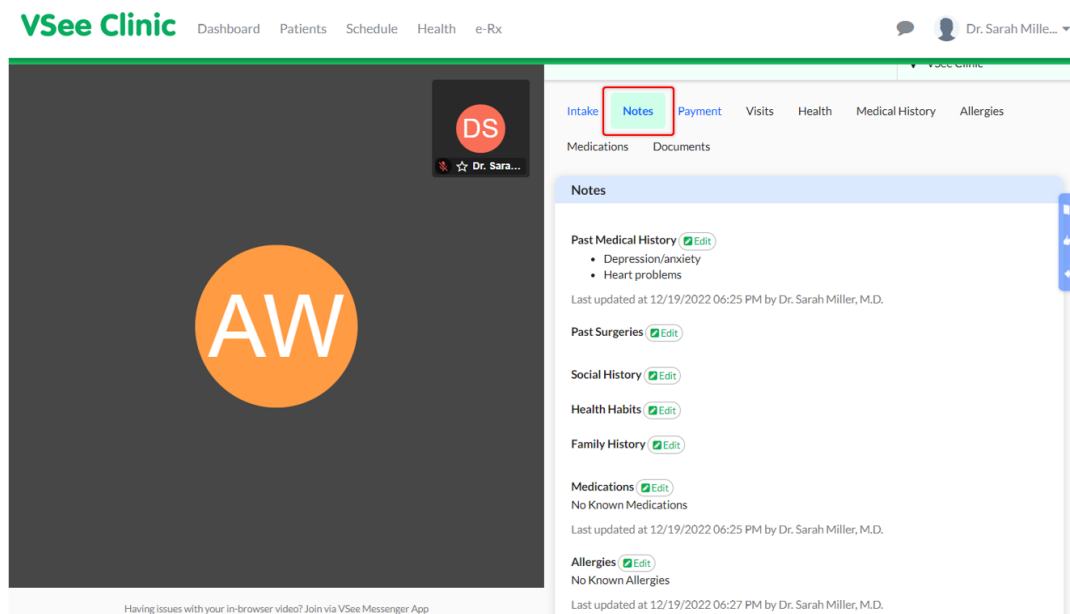 VSee Clinic Dashboard Patients Schedule Health e-Rx Dr. Sarah Mille...
VSee Clinic
DS
Dr. Sara...
AW
Having issues with your in-browser video? Join via VSee Messenger App
Intake Notes Payment Visits Health Medical History Allergies
Medications Documents
Notes
Past Medical History Edit
• Depression/anxiety
• Heart problems
Last updated at 12/19/2022 06:25 PM by Dr. Sarah Miller, M.D.
Past Surgeries Edit
Social History Edit
Health Habits Edit
Family History Edit
Medications Edit
No Known Medications
Last updated at 12/19/2022 06:25 PM by Dr. Sarah Miller, M.D.
Allergies Edit
No Known Allergies
Last updated at 12/19/2022 06:27 PM by Dr. Sarah Miller, M.D.